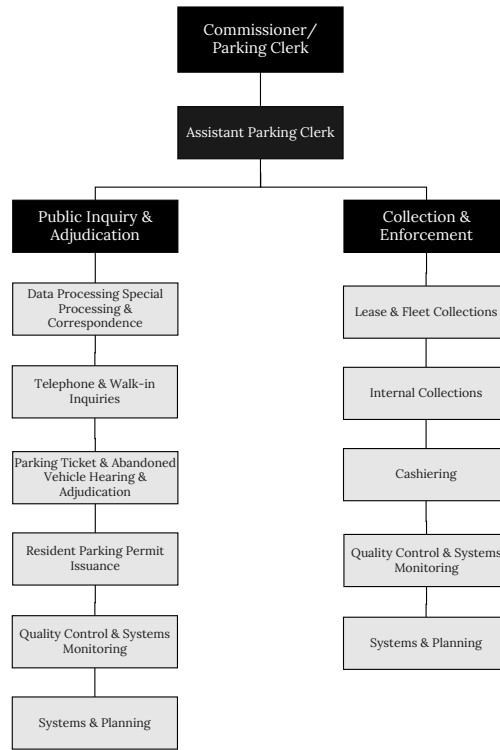 Commissioner/
Parking Clerk
Assistant Parking Clerk
Public Inquiry &
Adjudication
Data Processing Special
Processing &
Correspondence
Telephone & Walk-in
Inquiries
Parking Ticket & Abandoned
Vehicle Hearing &
Adjudication
Resident Parking Permit
Issuance
Quality Control & Systems
Monitoring
Systems & Planning
Collection &
Enforcement
Lease & Fleet Collections
Internal Collections
Cashiering
Quality Control & Systems
Monitoring
Systems & Planning